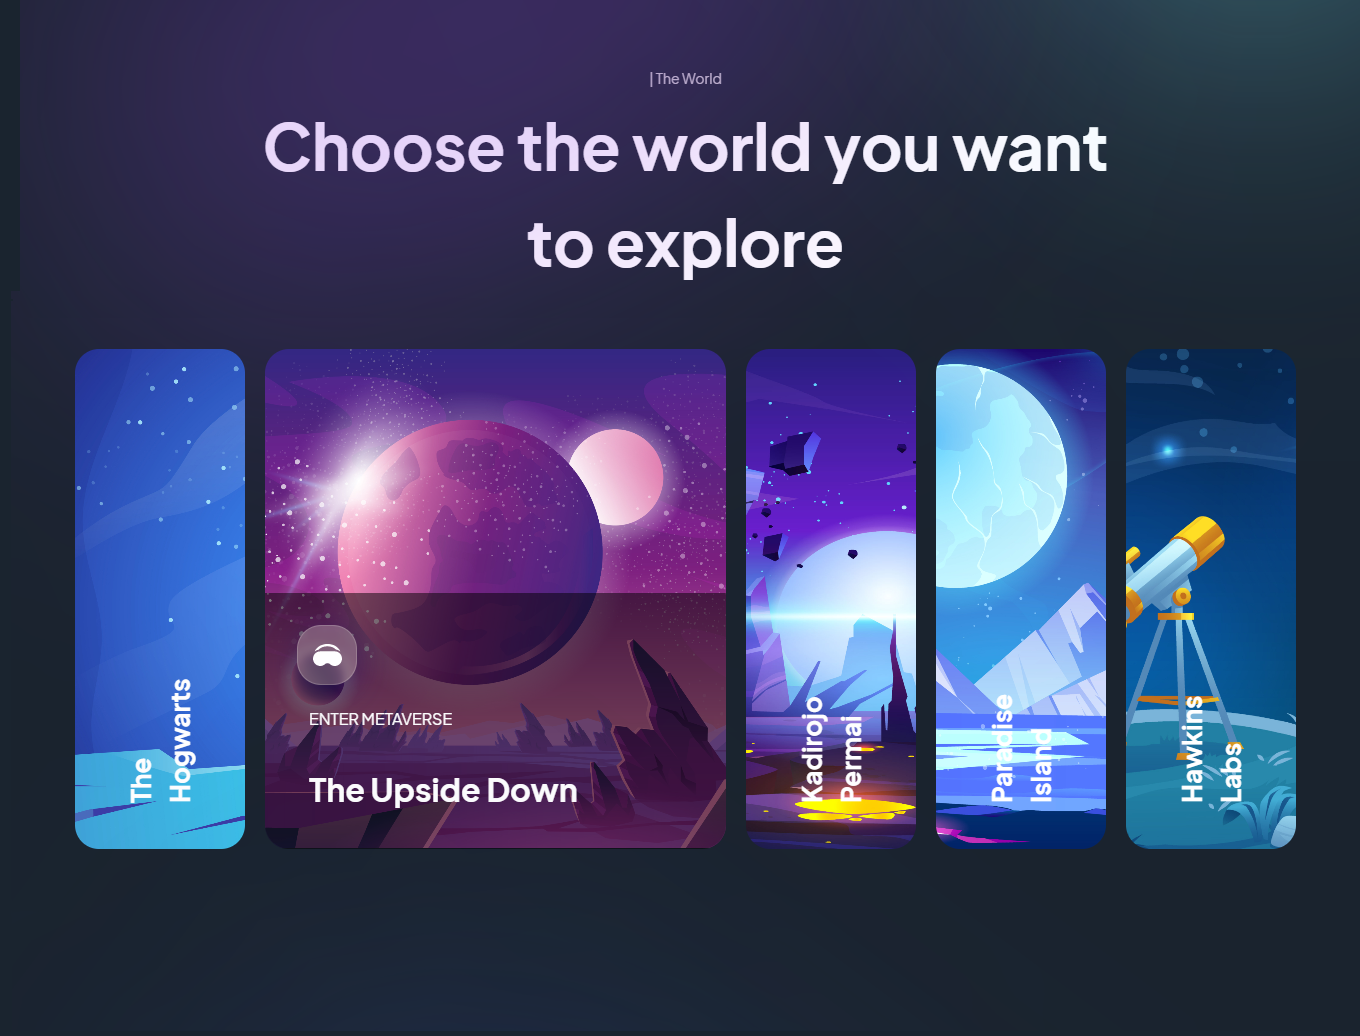 | The World
Choose the world you want
to explore
The
Hogwarts
ENTER METAVERSE
The Upside Down
Kadirojo
Permai
Paradise
Island
Hawkins
Labs